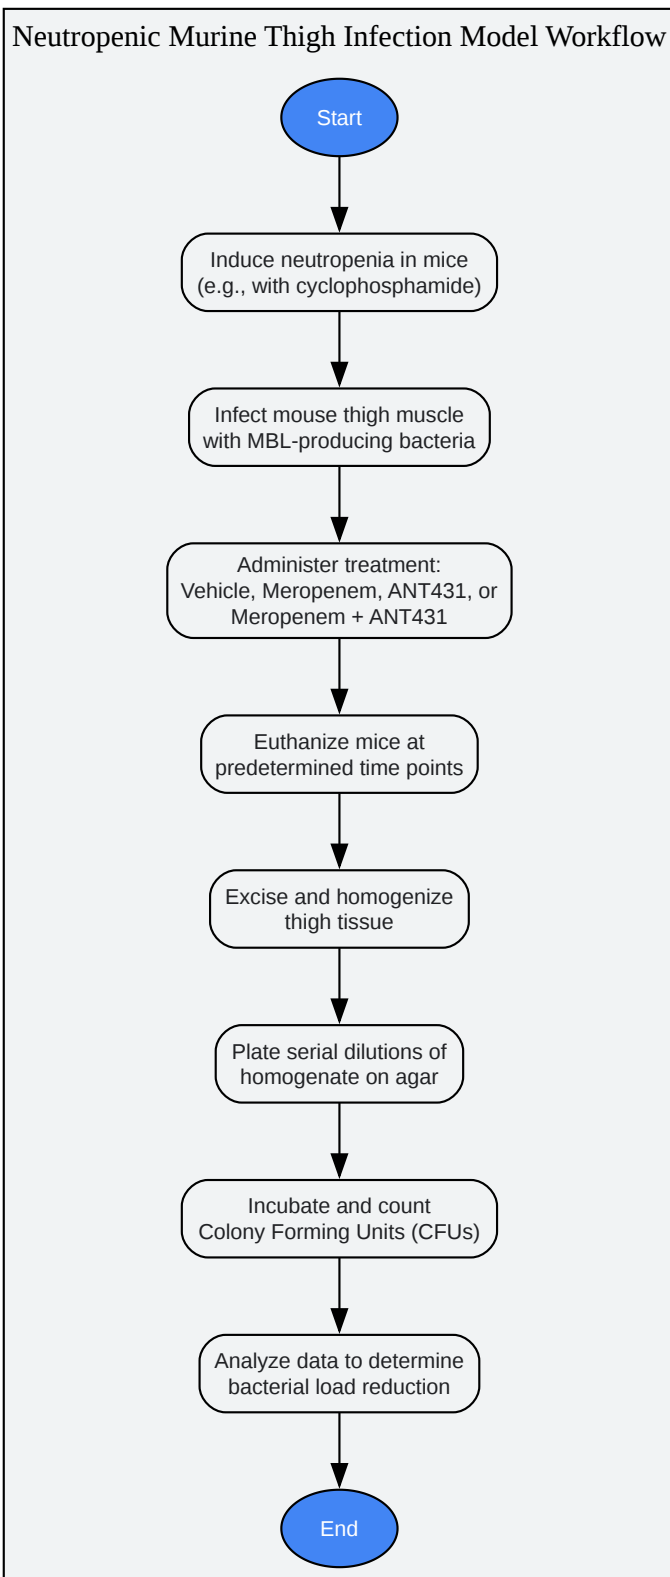 Neutropenic Murine Thigh Infection Model Workflow
Start
Induce neutropenia in mice
(e.g., with cyclophosphamide)
Infect mouse thigh muscle
with MBL-producing bacteria
Administer treatment:
Vehicle, Meropenem, ANT431, or
Meropenem + ANT431
Euthanize mice at
predetermined time points
Excise and homogenize
thigh tissue
Plate serial dilutions of
homogenate on agar
Incubate and count
Colony Forming Units (CFUs)
Analyze data to determine
bacterial load reduction
End